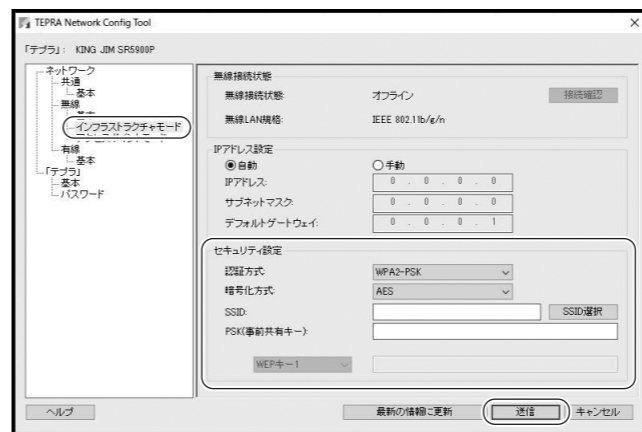 TEPRA Network Config Tool
「テプラ」: KING JIM SR5900P
ネットワーク
共通
基本
無線
基本
インフラストラクチャモード
有線
基本
「テプラ」
基本
パスワード
無線接続状態
無線接続状態: オフライン 接続確認
無線LAN規格: IEEE 802.11b/g/n
IPアドレス設定
自動 手動
IPアドレス: 0 . 0 . 0 . 0
サブネットマスク: 0 . 0 . 0 . 0
デフォルトゲートウェイ: 0 . 0 . 0 . 1
セキュリティ設定
認証方式: WPA2-PSK
暗号化方式: AES
SSID: SSID選択
PSK(事前共有キー):
WEPキー1
ヘルプ 最新の情報に更新 送信 キャンセル